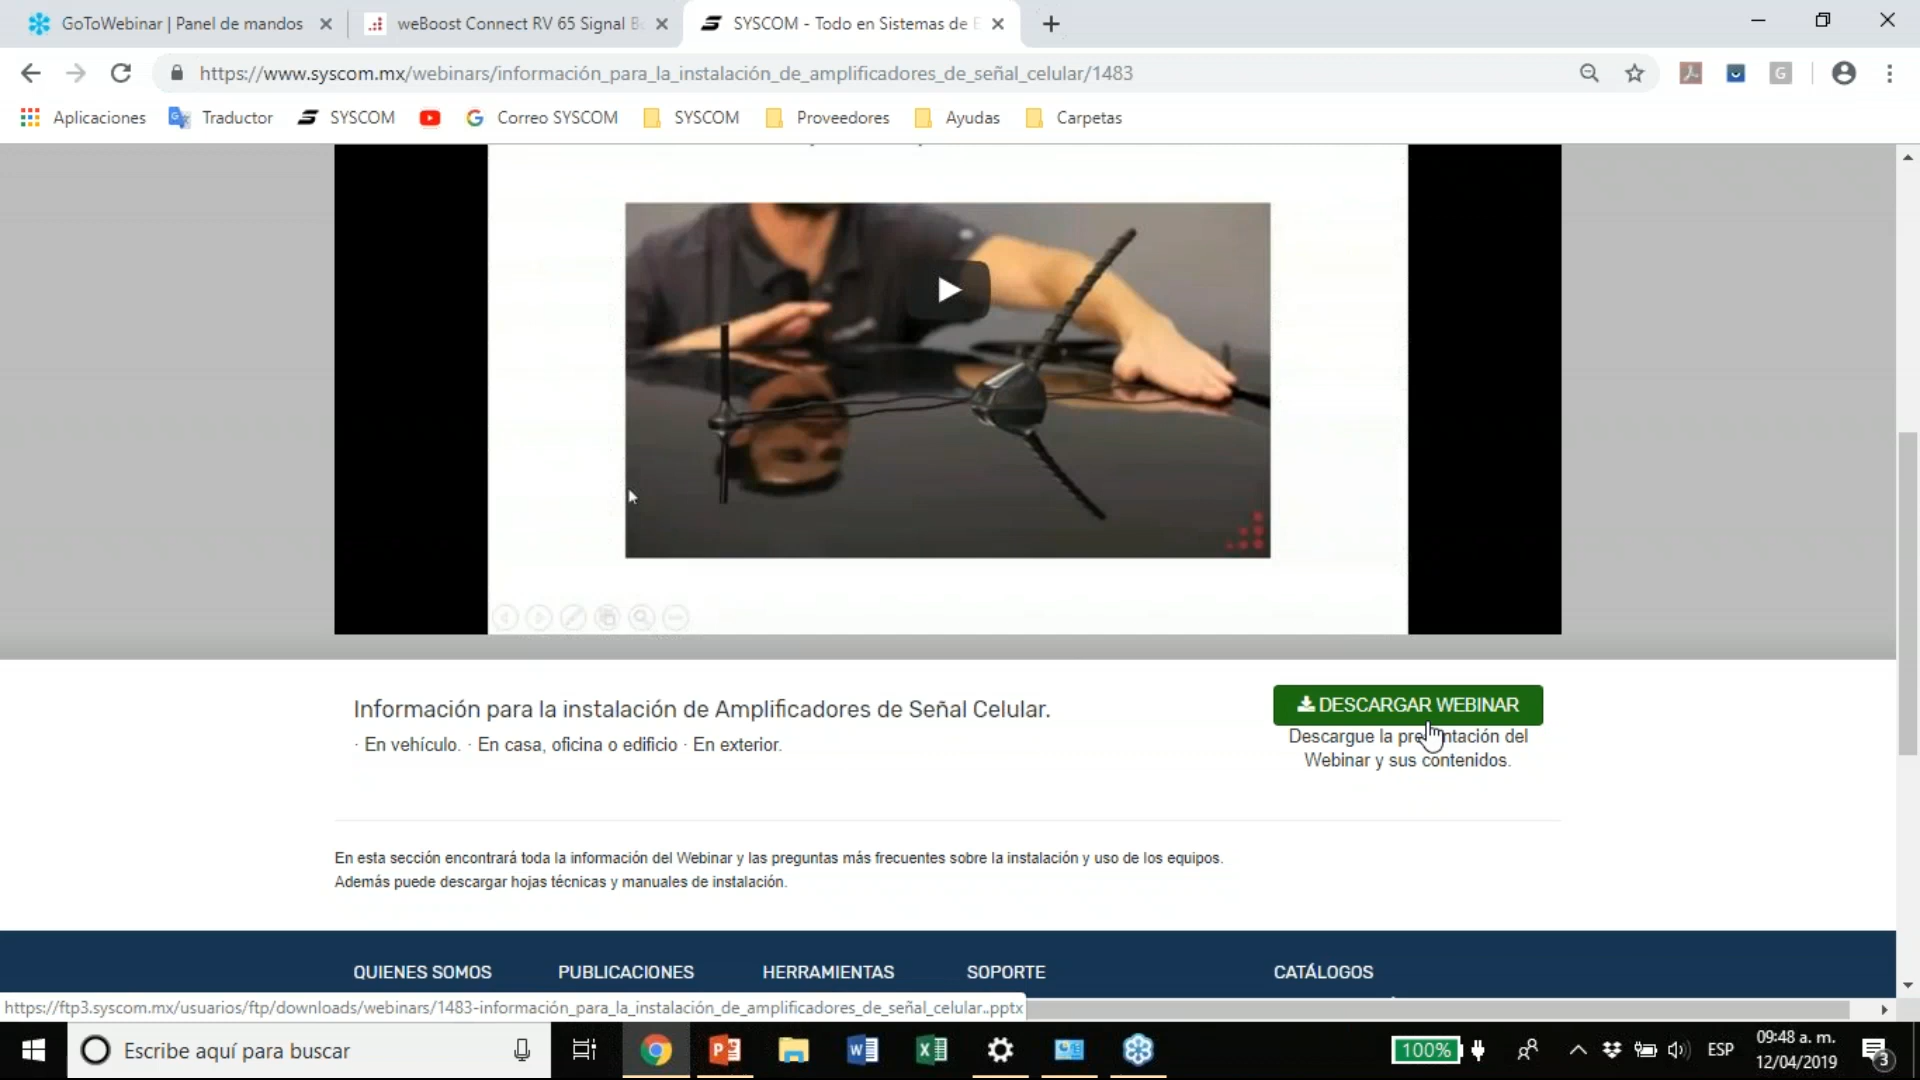 GoToWebinar | Panel de mandos
weBoost Connect RV 65 Signal B
SYSCOM - Todo en Sistemas de E
https://www.syscom.mx/webinars/información_para_la_instalación_de_amplificadores_de_señal_celular/1483
Aplicaciones
Traductor
SYSCOM
Correo SYSCOM
SYSCOM
Proveedores
Ayudas
Carpetas
Información para la instalación de Amplificadores de Señal Celular.
· En vehículo. · En casa, oficina o edificio · En exterior.
DESCARGAR WEBINAR
Descargue la pre ntación del
Webinar y sus contenidos.
En esta sección encontrará toda la información del Webinar y las preguntas más frecuentes sobre la instalación y uso de los equipos.
Además puede descargar hojas técnicas y manuales de instalación.
QUIENES SOMOS
PUBLICACIONES
HERRAMIENTAS
SOPORTE
CATÁLOGOS
https://ftp3.syscom.mx/usuarios/ftp/downloads/webinars/1483-información_para_la_instalación_de_amplificadores_de_señal_celular..pptx
Escribe aquí para buscar
100%
ESP
09:48 a. m.
12/04/2019
3